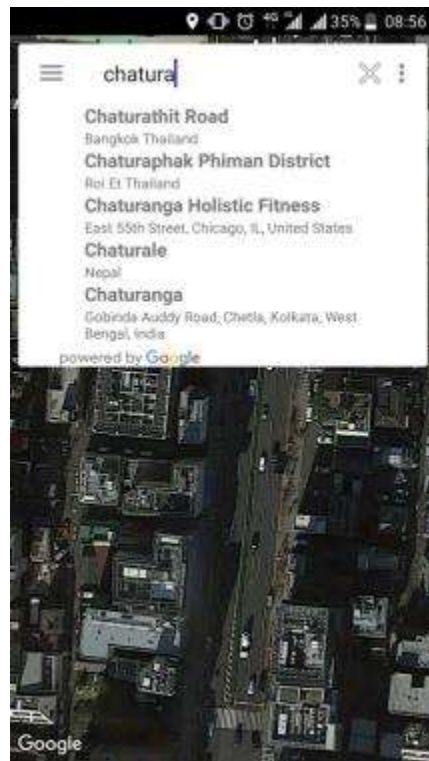 4G 35% 08:56
chatura
Chaturathit Road
Bangkok Thailand
Chaturaphak Phiman District
Roi Et Thailand
Chaturanga Holistic Fitness
East 55th Street, Chicago, IL, United States
Chaturale
Nepal
Chaturanga
Gobinda Auddy Road, Chetla, Kolkata, West
Bengal, India
powered by Google
Google